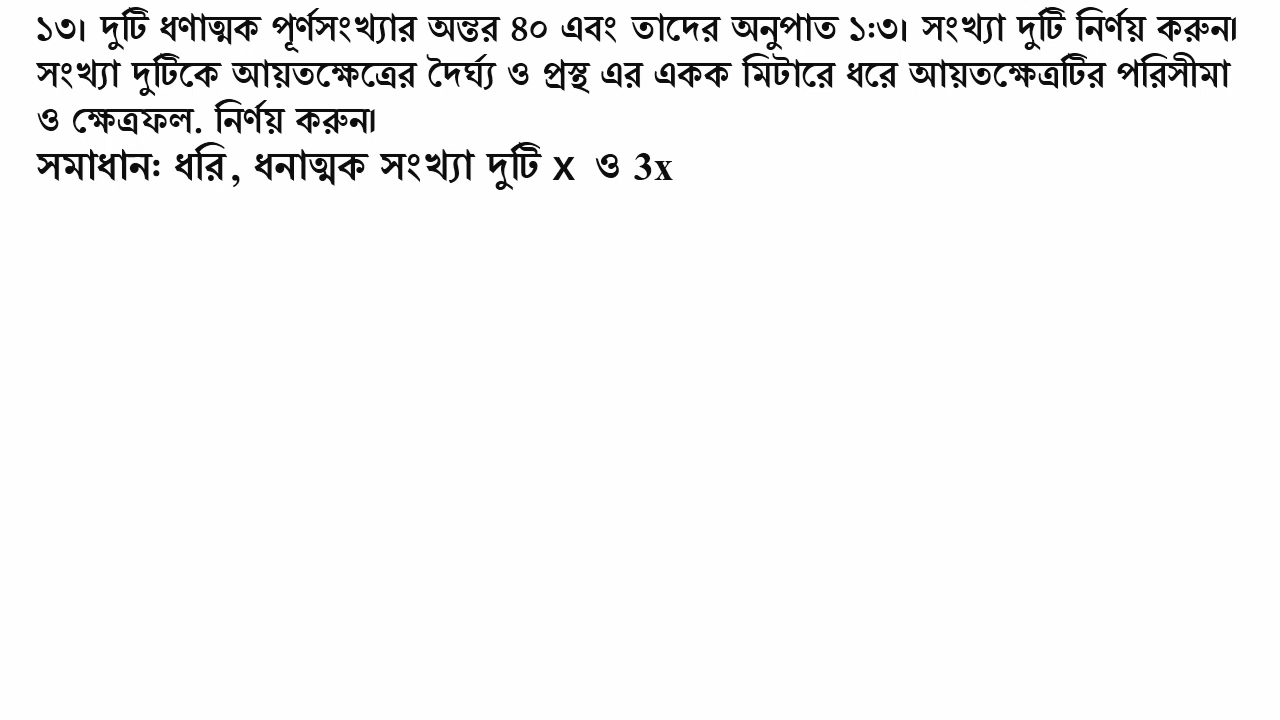 ১৩। দুটি ধণাত্মক পূর্ণসংখ্যার অন্তর ৪০ এবং তাদের অনুপাত ১:৩। সংখ্যা দুটি নির্ণয় করুন।
সংখ্যা দুটিকে আয়তক্ষেত্রের দৈর্ঘ্য ও প্রস্থ এর একক মিটারে ধরে আয়তক্ষেত্রটির পরিসীমা
ও ক্ষেত্রফল. নির্ণয় করুন।
সমাধানঃ ধরি, ধনাত্মক সংখ্যা দুটি x ও 3x